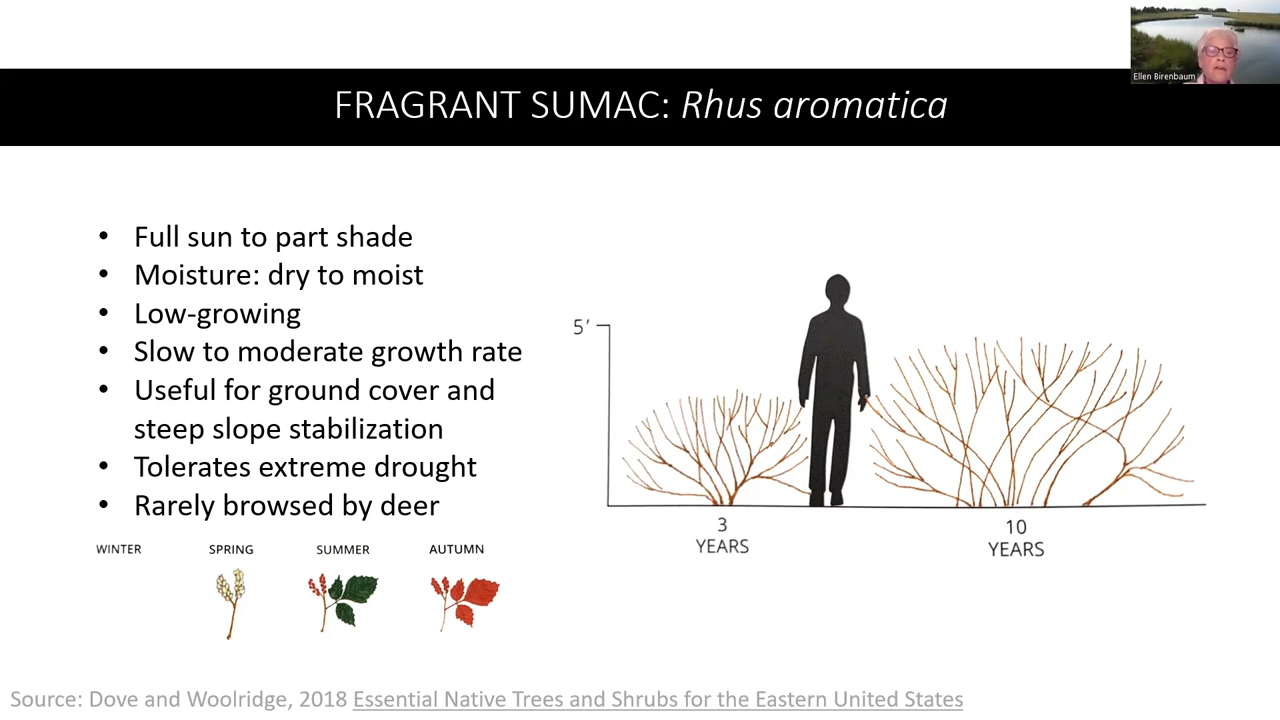 Ellen Birenbaum
FRAGRANT SUMAC: Rhus aromatica
• Full sun to part shade
• Moisture: dry to moist
• Low-growing
• Slow to moderate growth rate
• Useful for ground cover and
steep slope stabilization
• Tolerates extreme drought
• Rarely browsed by deer
WINTER SPRING SUMMER AUTUMN
5'
3
YEARS
10
YEARS
Source: Dove and Woolridge, 2018 Essential Native Trees and Shrubs for the Eastern United States